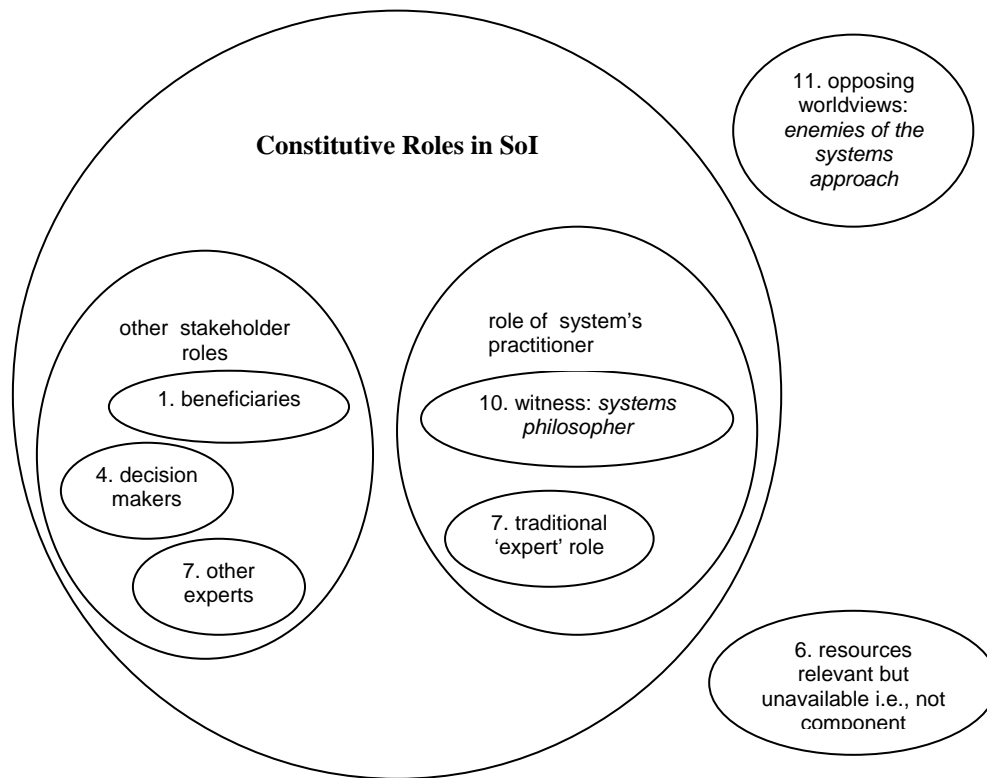 Constitutive Roles in SoI
11. opposing
worldviews:
enemies of the
systems
approach
other stakeholder
roles
1. beneficiaries
4. decision
makers
7. other
experts
role of system’s
practitioner
10. witness: systems
philosopher
7. traditional
‘expert’ role
6. resources
relevant but
unavailable i.e., not
component